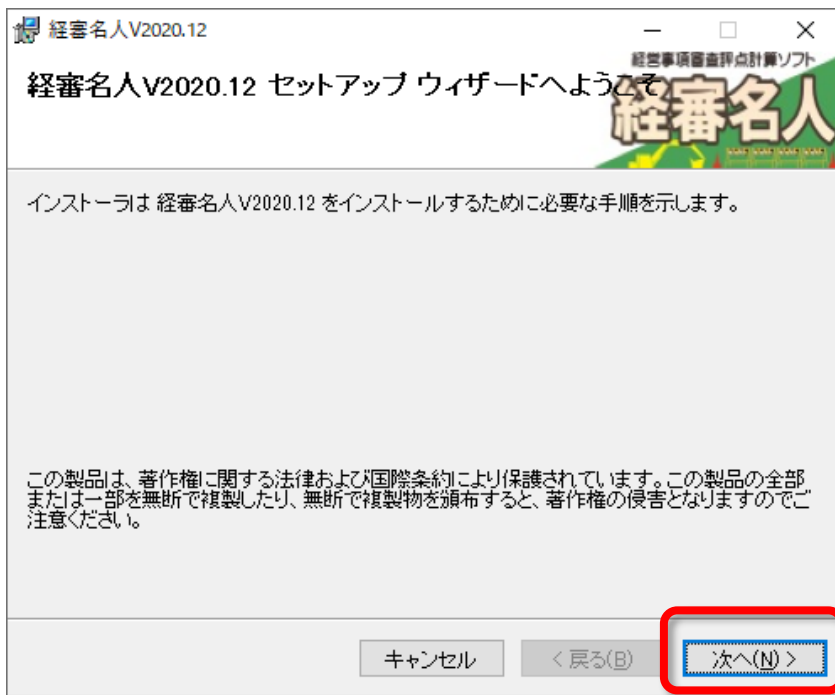 経審名人V2020.12
経営事項審査評点計算ソフト
経審名人V2020.12 セットアップ ウィザードへようこそ
経審名人
インストーラは 経審名人V2020.12 をインストールするために必要な手順を示します。
この製品は、著作権に関する法律および国際条約により保護されています。この製品の全部
または一部を無断で複製したり、無断で複製物を頒布すると、著作権の侵害となりますのでご
注意ください。
キャンセル
< 戻る(B)
次へ(N) >